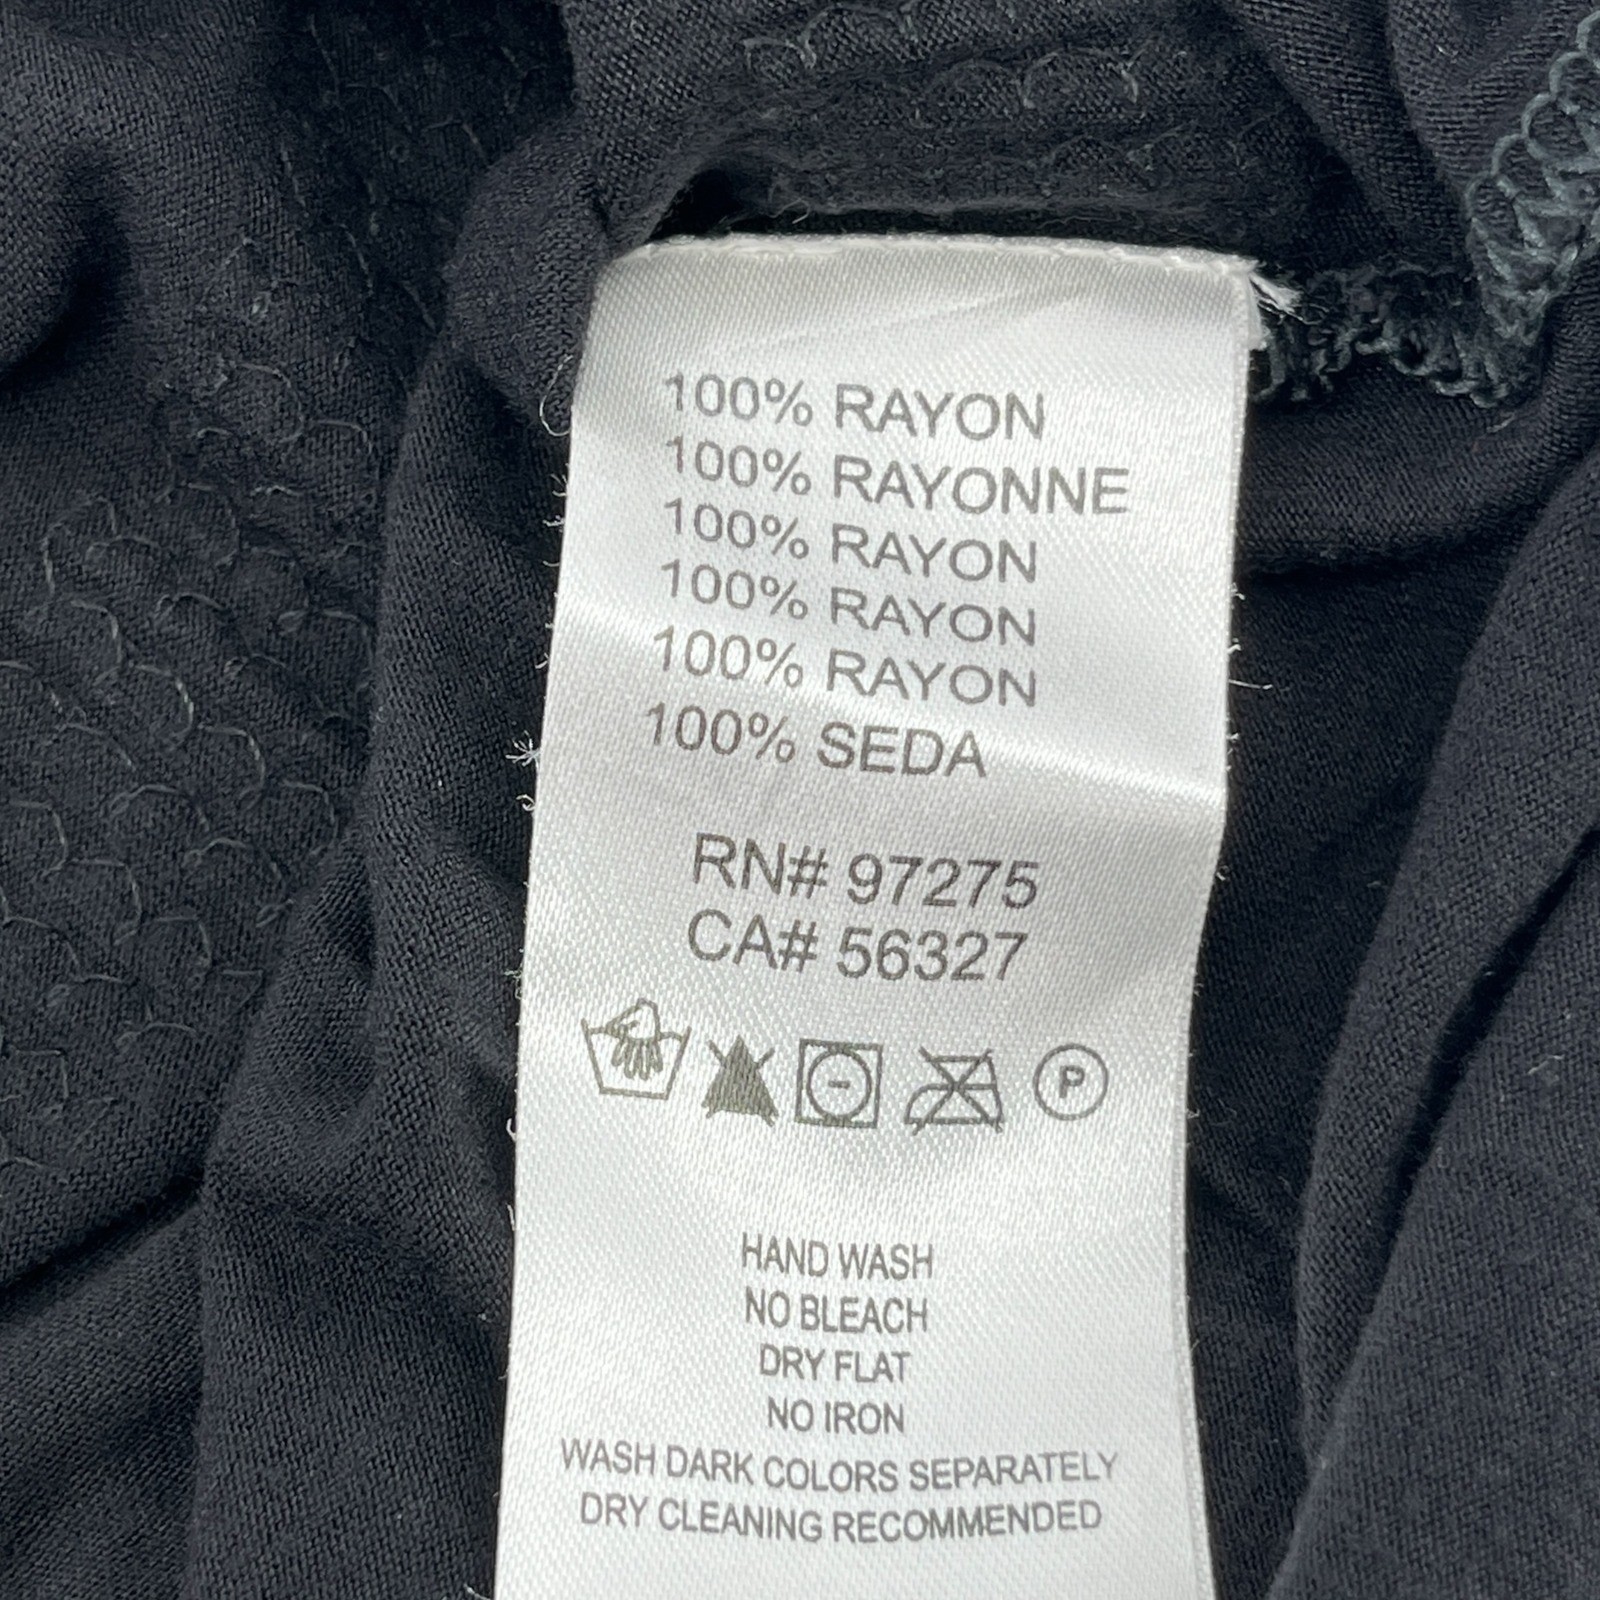 100% RAYON
100% RAYONNE
100% RAYON
100% RAYON
100% RAYON
100% SEDA
RN# 97275
CA# 56327
P
HAND WASH
NO BLEACH
DRY FLAT
NO IRON
WASH DARK COLORS SEPARATELY
DRY CLEANING RECOMMENDED